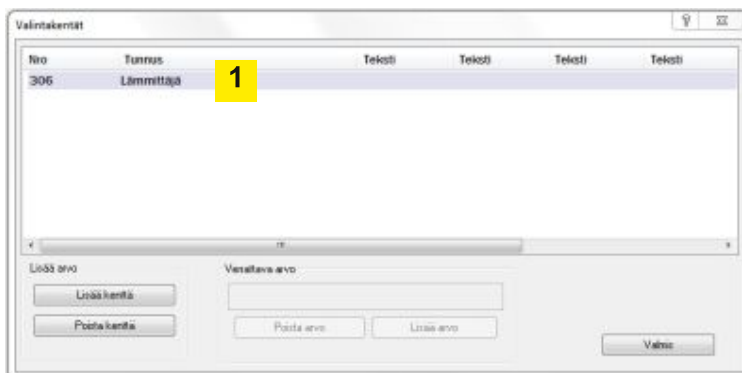 Valintakentät
Nro Tunnus Teksti Teksti Teksti Teksti
306 Lämmittäjä 1
Lisää arvo Vierailtava arvo
Lisää kenttä
Poista kenttä Poista arvo Lisää arvo
Valmis